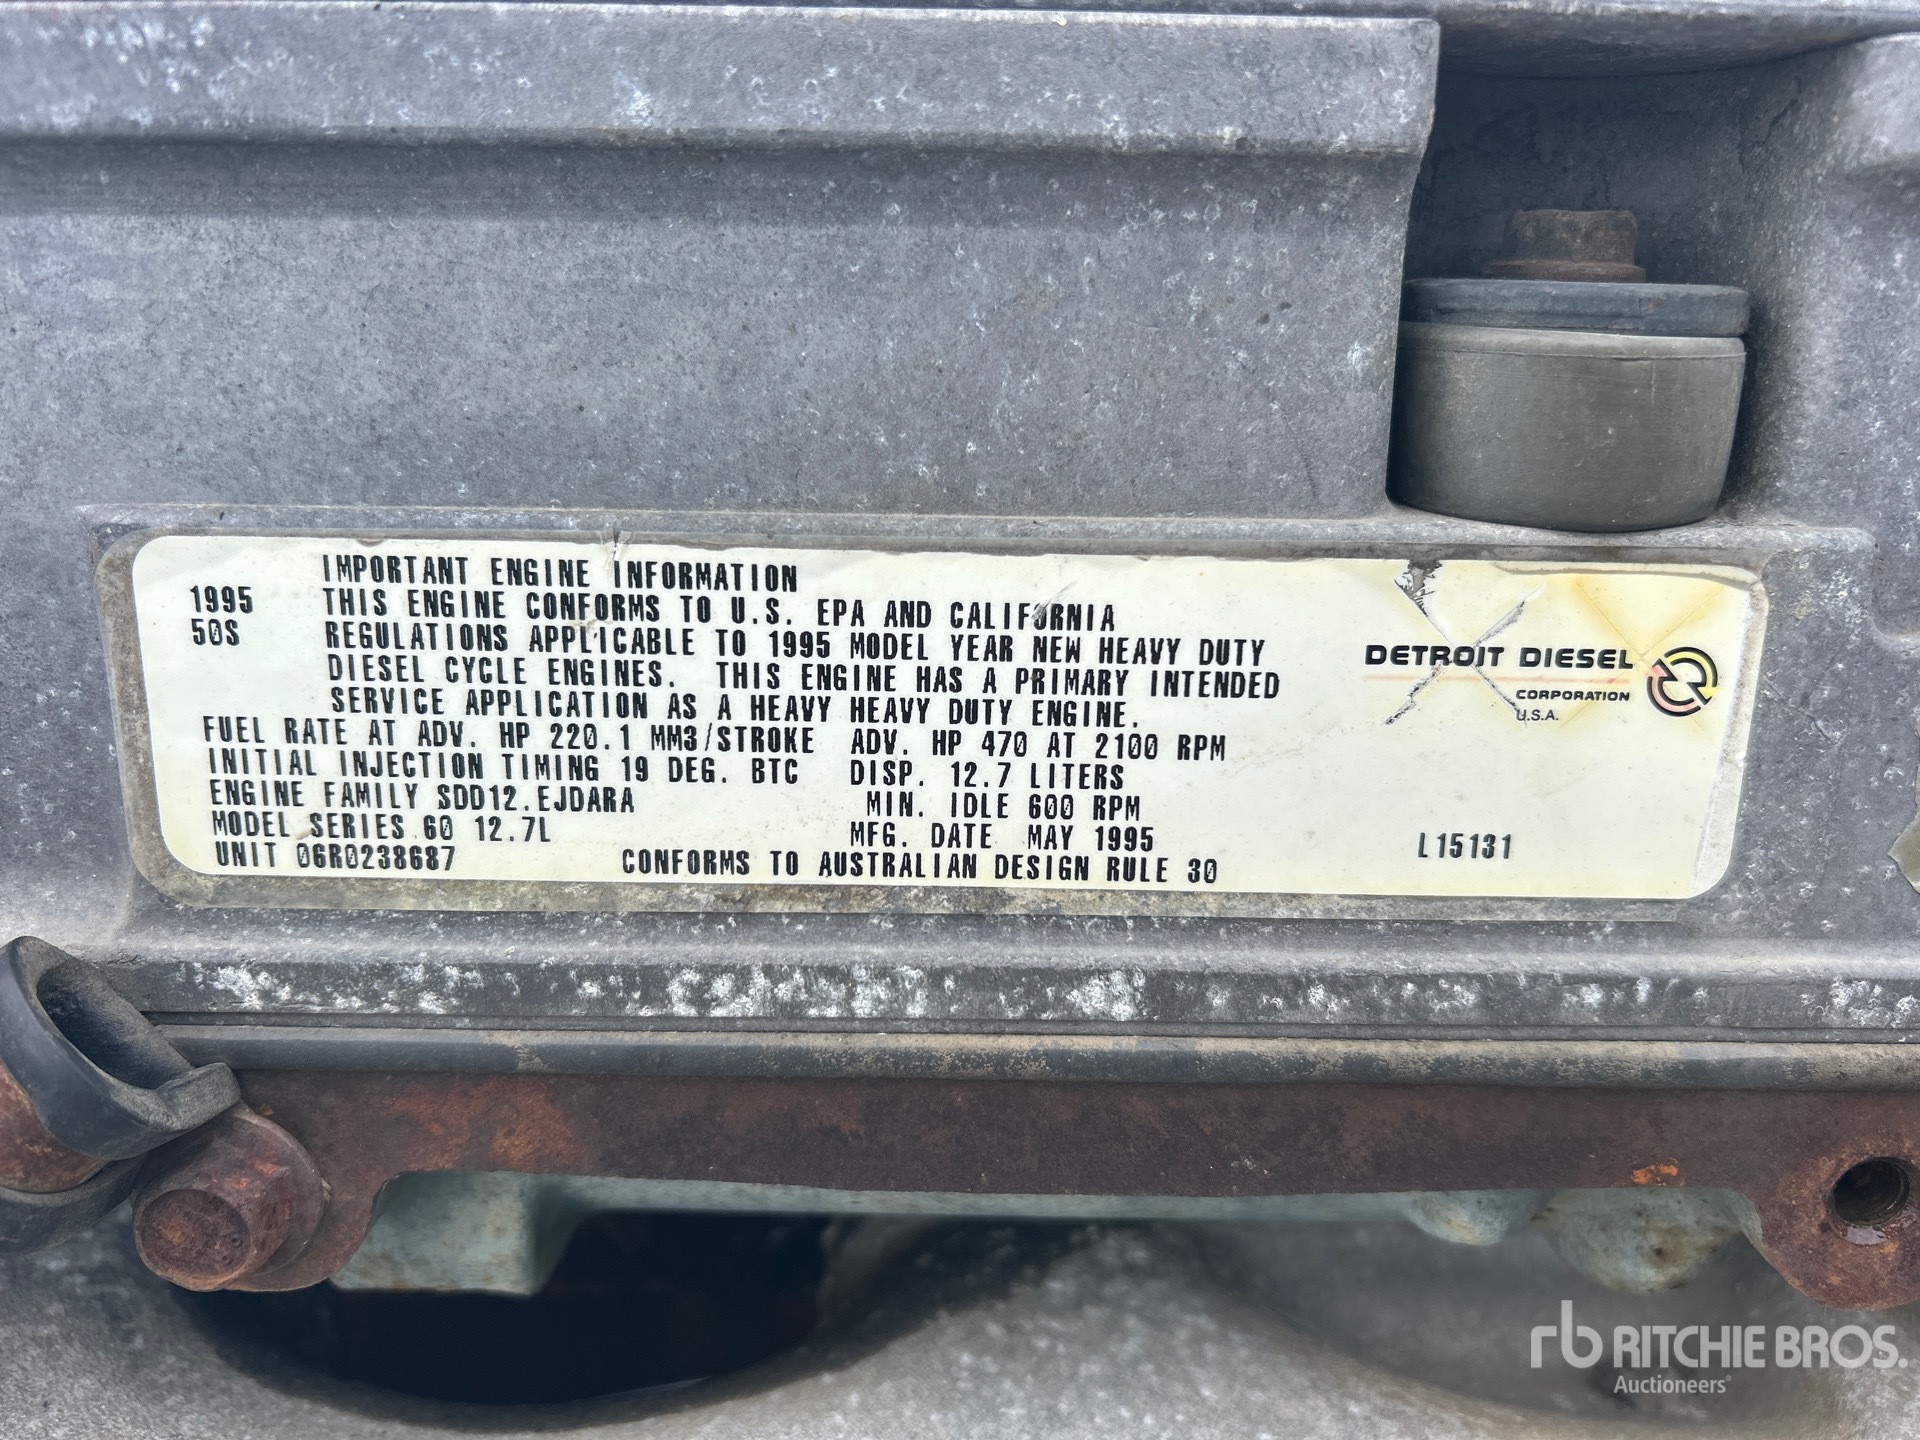 IMPORTANT ENGINE INFORMATION
1995 THIS ENGINE CONFORMS TO U.S. EPA AND CALIFORNIA
50S REGULATIONS APPLICABLE TO 1995 MODEL YEAR NEW HEAVY DUTY
DIESEL CYCLE ENGINES. THIS ENGINE HAS A PRIMARY INTENDED
SERVICE APPLICATION AS A HEAVY HEAVY DUTY ENGINE.
FUEL RATE AT ADV. HP 220.1 MM3/STROKE ADV. HP 470 AT 2100 RPM
INITIAL INJECTION TIMING 19 DEG. BTC DISP. 12.7 LITERS
ENGINE FAMILY SDD12.EJDARA MIN. IDLE 600 RPM
MODEL SERIES 60 12.7L MFG. DATE MAY 1995
UNIT 06R0238687 CONFORMS TO AUSTRALIAN DESIGN RULE 30
L15131
DETROIT DIESEL
CORPORATION
U.S.A.
rb RITCHIE BROS.
Auctioneers